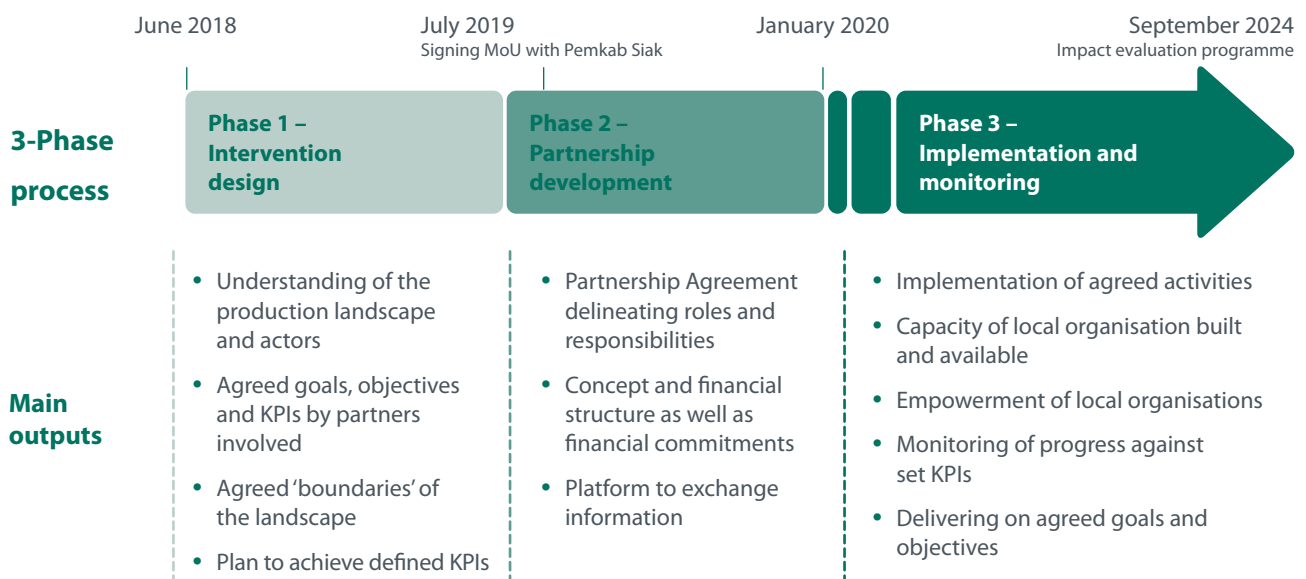 June 2018
July 2019
Signing MoU with Pemkab Siak
January 2020
September 2024
Impact evaluation programme
3-Phase
process
Phase 1 –
Intervention
design
Phase 2 –
Partnership
development
Phase 3 –
Implementation and
monitoring
Main
outputs
• Understanding of the
production landscape
and actors
• Agreed goals, objectives
and KPIs by partners
involved
• Agreed ‘boundaries’ of
the landscape
• Plan to achieve defined KPIs
• Partnership Agreement
delineating roles and
responsibilities
• Concept and financial
structure as well as
financial commitments
• Platform to exchange
information
• Implementation of agreed activities
• Capacity of local organisation built
and available
• Empowerment of local organisations
• Monitoring of progress against
set KPIs
• Delivering on agreed goals and
objectives